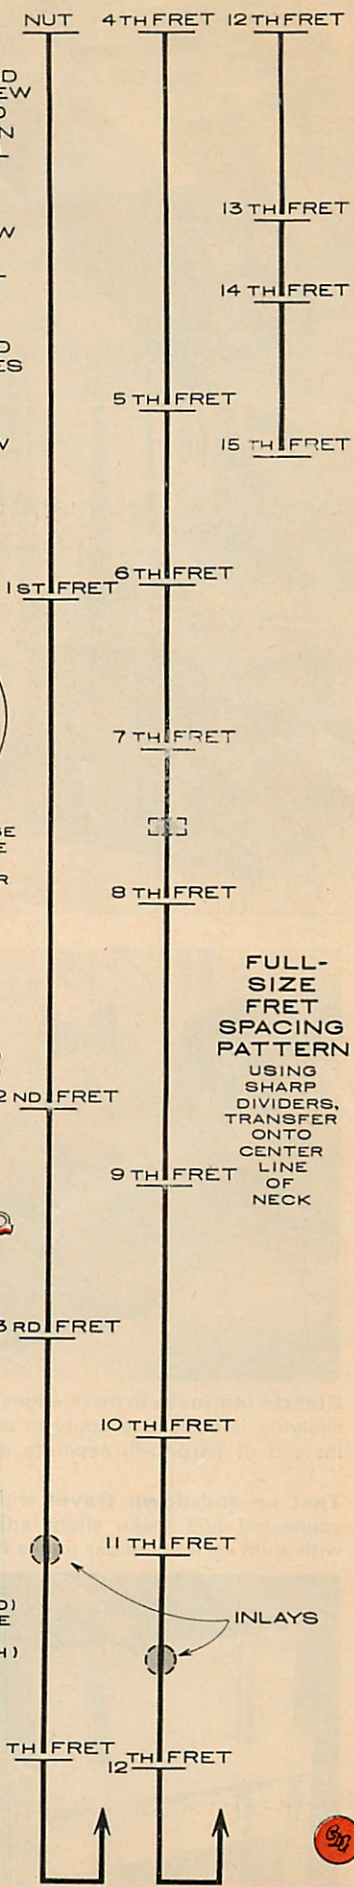 NUT
1ST FRET
2ND FRET
3RD FRET
TH FRET
4TH FRET
5TH FRET
6TH FRET
7TH FRET
8TH FRET
9TH FRET
10TH FRET
11TH FRET
12TH FRET
12TH FRET
13TH FRET
14TH FRET
15TH FRET
FULL-
SIZE
FRET
SPACING
PATTERN
USING
SHARP
DIVIDERS,
TRANSFER
ONTO
CENTER
LINE
OF
NECK
INLAYS